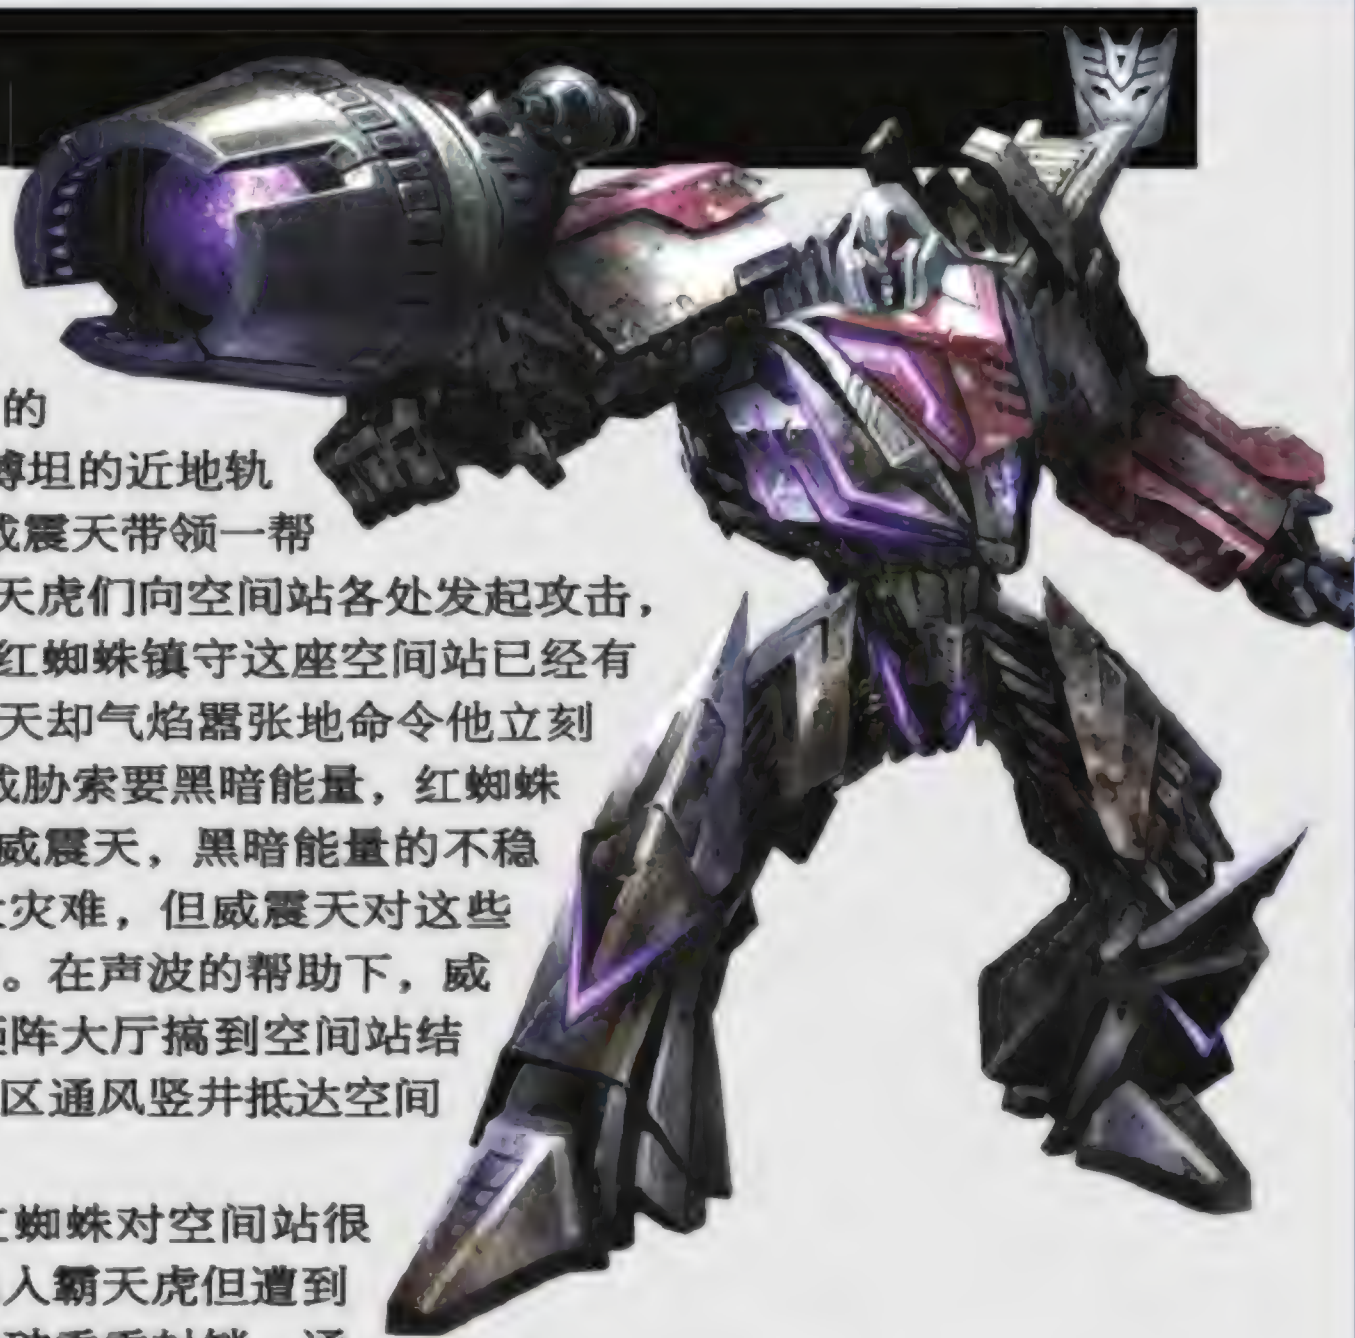 的
博坦的近地轨
威震天带领一帮
天虎们向空间站各处发起攻击，
红蜘蛛镇守这座空间站已经有
天却气焰嚣张地命令他立刻
胁索要黑暗能量，红蜘蛛
威震天，黑暗能量的不稳
灾难，但威震天对这些
。在声波的帮助下，威
阵大厅搞到空间站结
区通风竖井抵达空间
蜘蛛对空间站很
人霸天虎但遭到